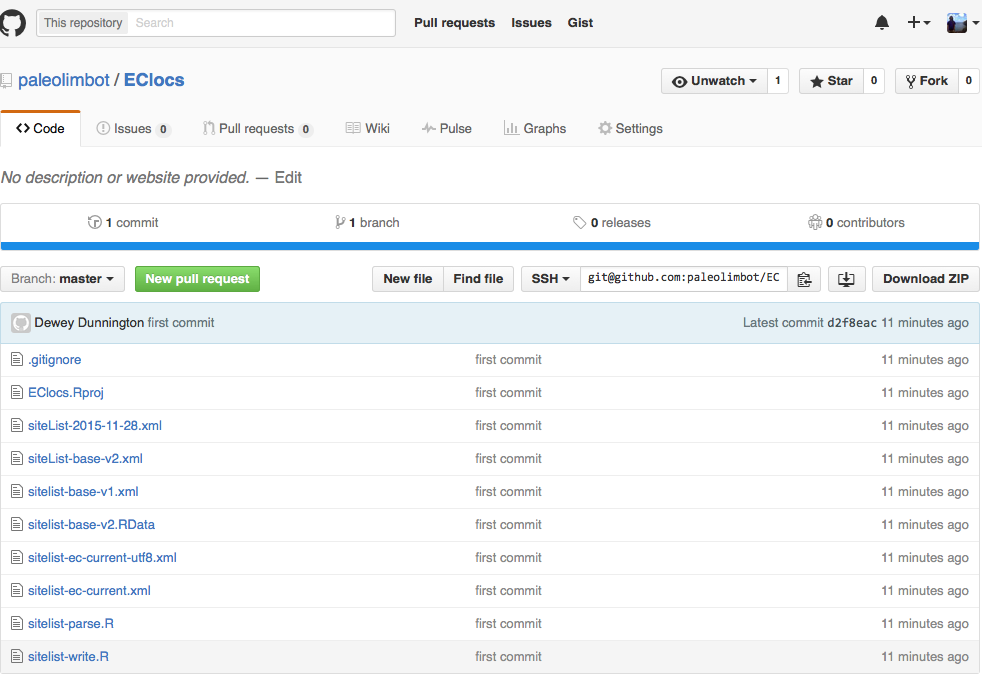 This repository Search Pull requests Issues Gist
paleolimbot / EClocs Unwatch 1 Star 0 Fork 0
Code Issues 0 Pull requests 0 Wiki Pulse Graphs Settings
No description or website provided. — Edit
1 commit 1 branch 0 releases 0 contributors
Branch: master New pull request New file Find file SSH git@github.com:paleolimbot/EC Download ZIP
Dewey Dunnington first commit Latest commit d2f8eac 11 minutes ago
.gitignore first commit 11 minutes ago
EClocs.Rproj first commit 11 minutes ago
siteList-2015-11-28.xml first commit 11 minutes ago
siteList-base-v2.xml first commit 11 minutes ago
sitelist-base-v1.xml first commit 11 minutes ago
sitelist-base-v2.RData first commit 11 minutes ago
sitelist-ec-current-utf8.xml first commit 11 minutes ago
sitelist-ec-current.xml first commit 11 minutes ago
sitelist-parse.R first commit 11 minutes ago
sitelist-write.R first commit 11 minutes ago